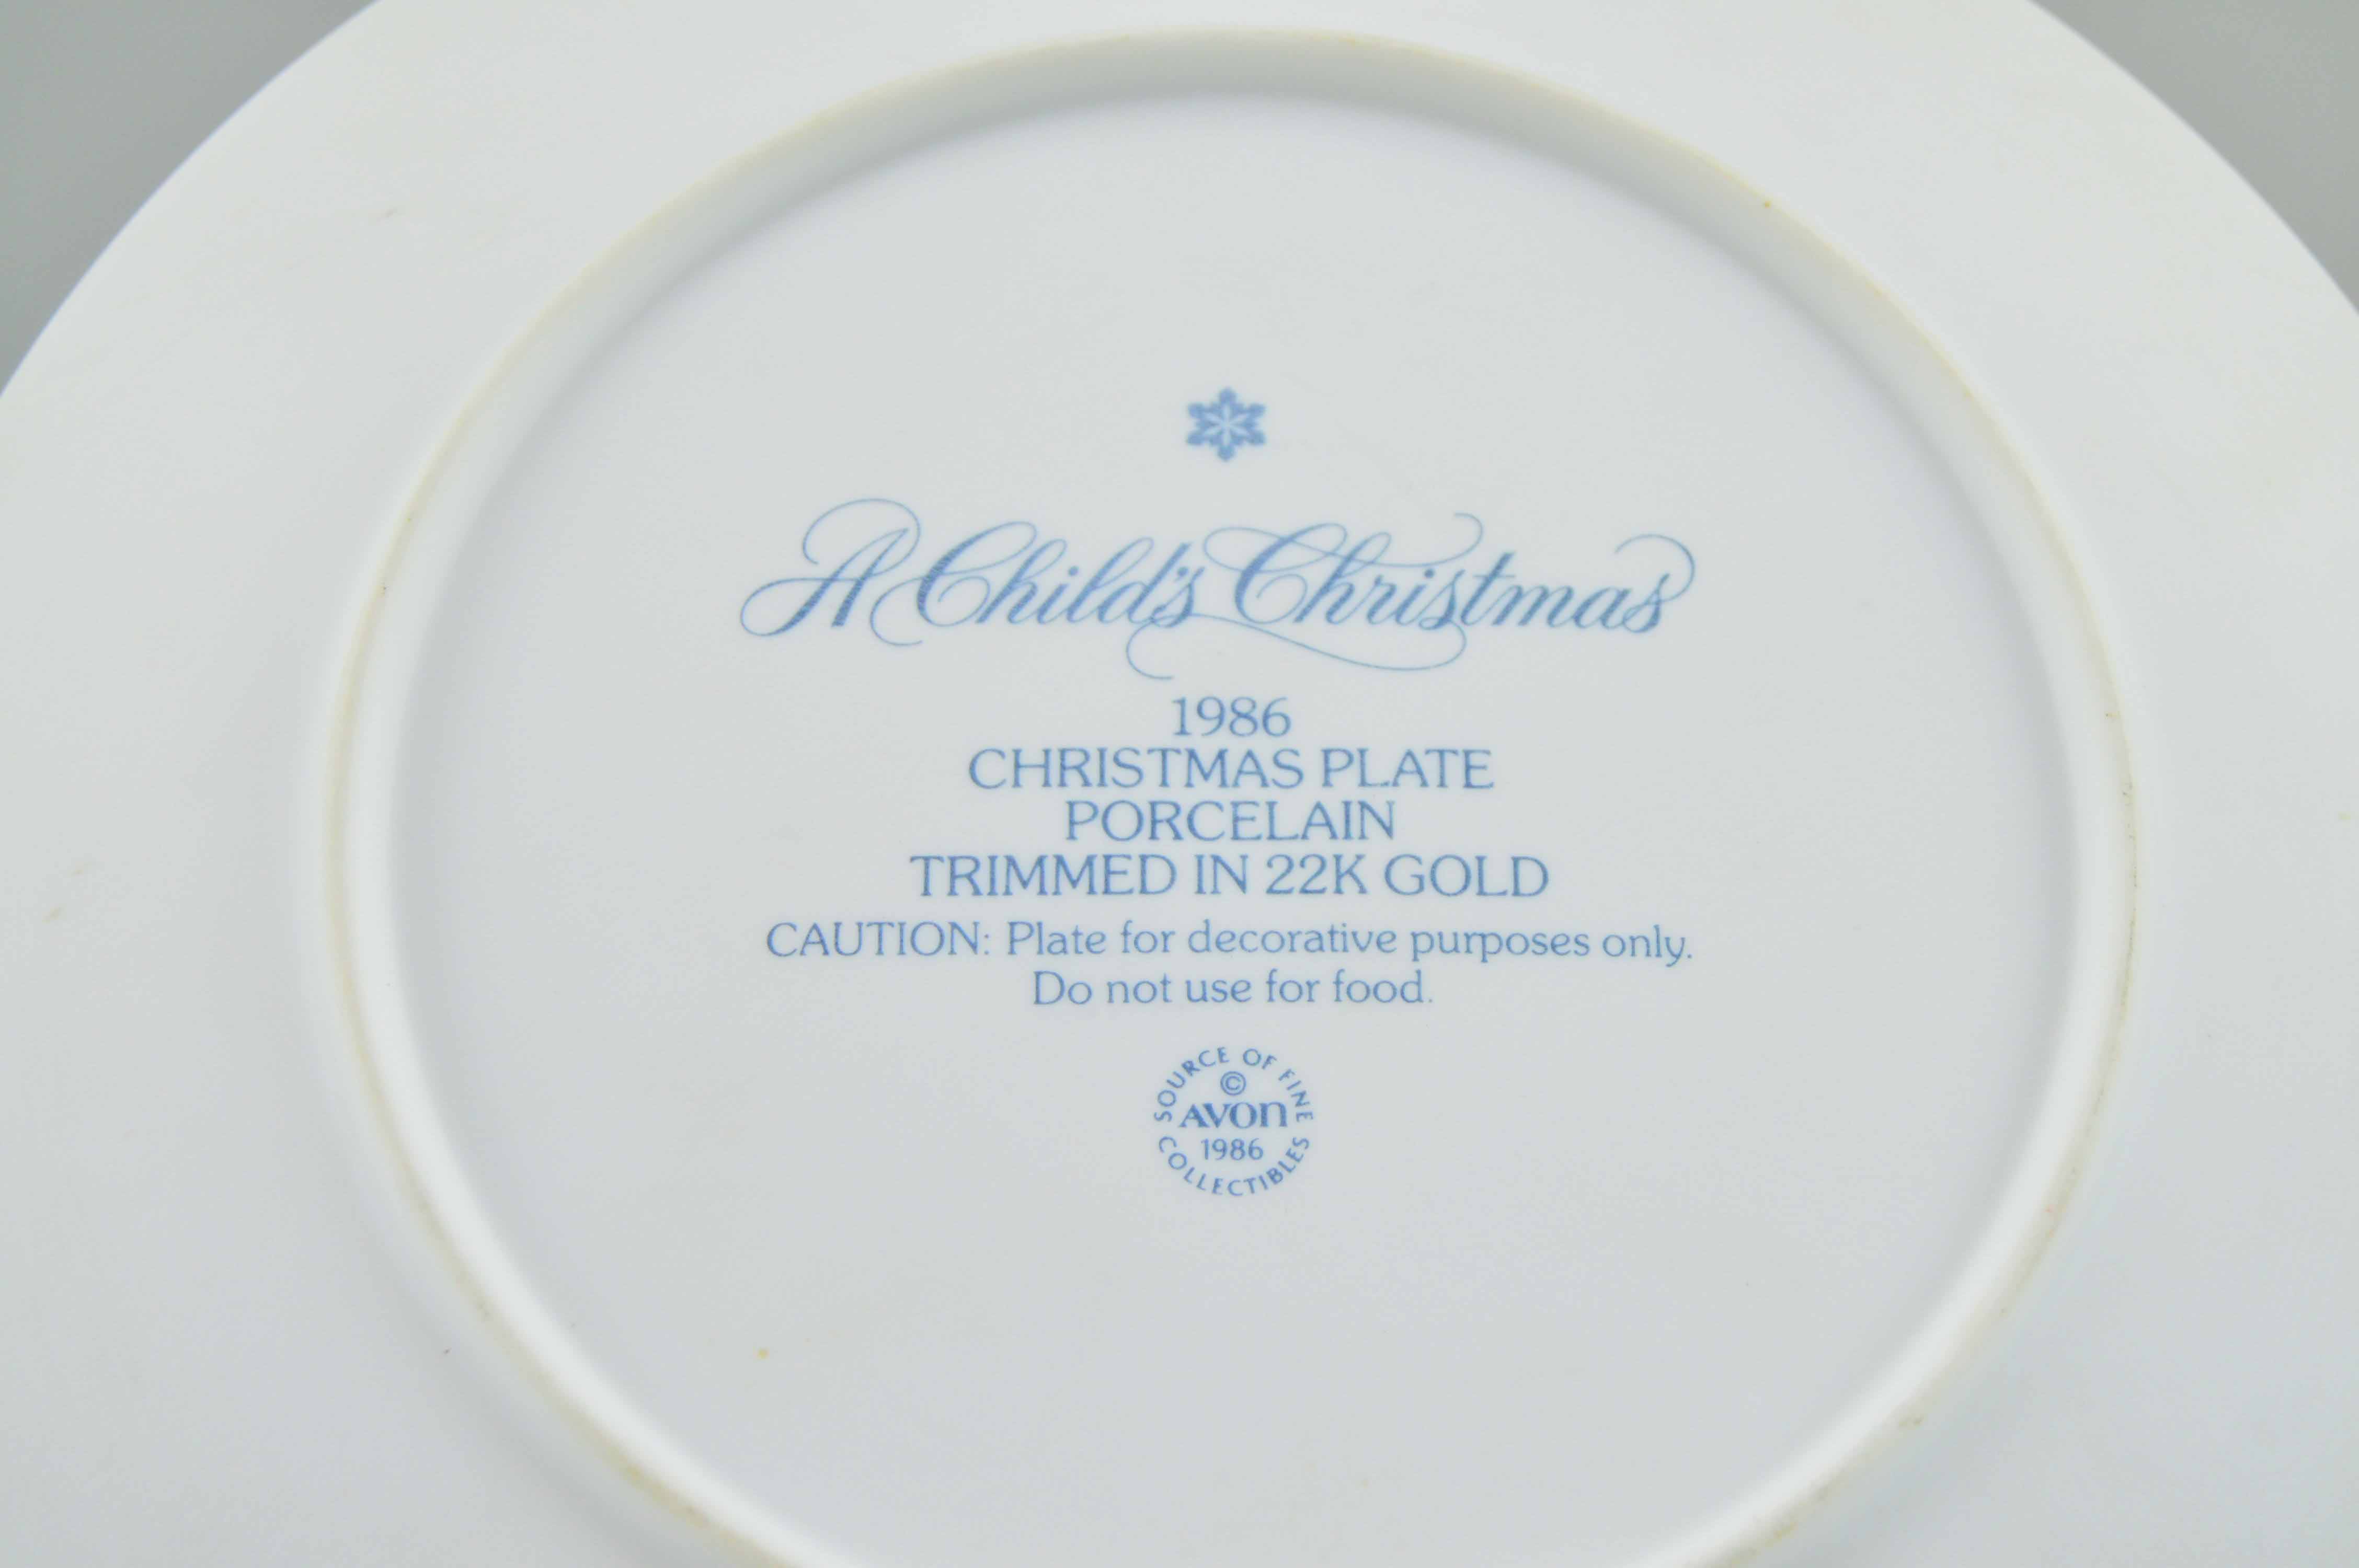 A Child's Christmas
1986
CHRISTMAS PLATE
PORCELAIN
TRIMMED IN 22K GOLD
CAUTION: Plate for decorative purposes only.
Do not use for food.
SOURCE OF FINE
©
AVON
1986
COLLECTIBLES